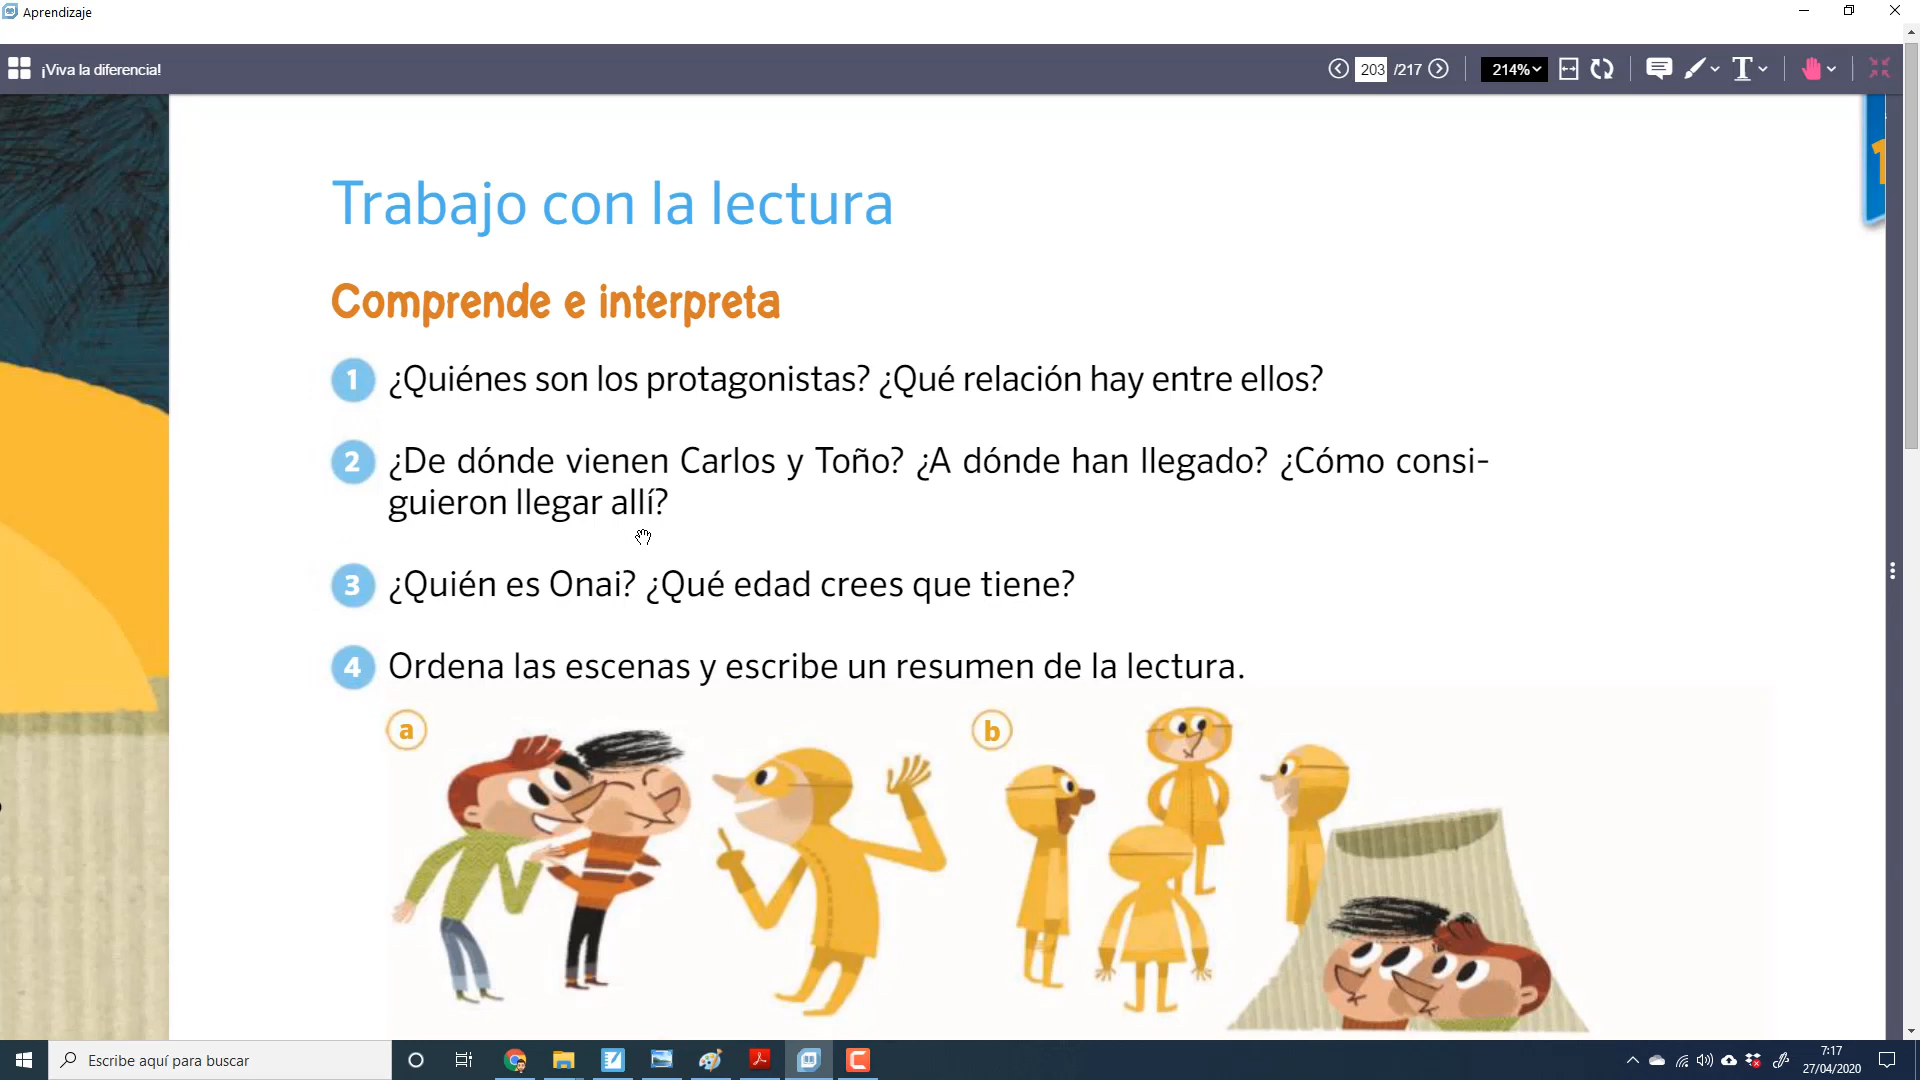 Aprendizaje
¡Viva la diferencia!
203 /217
214%
T
1
Trabajo con la lectura
Comprende e interpreta
1 ¿Quiénes son los protagonistas? ¿Qué relación hay entre ellos?
2 ¿De dónde vienen Carlos y Toño? ¿A dónde han llegado? ¿Cómo consi-
guieron llegar allí?
3 ¿Quién es Onai? ¿Qué edad crees que tiene?
4 Ordena las escenas y escribe un resumen de la lectura.
a
b
Escribe aquí para buscar
7:17
27/04/2020